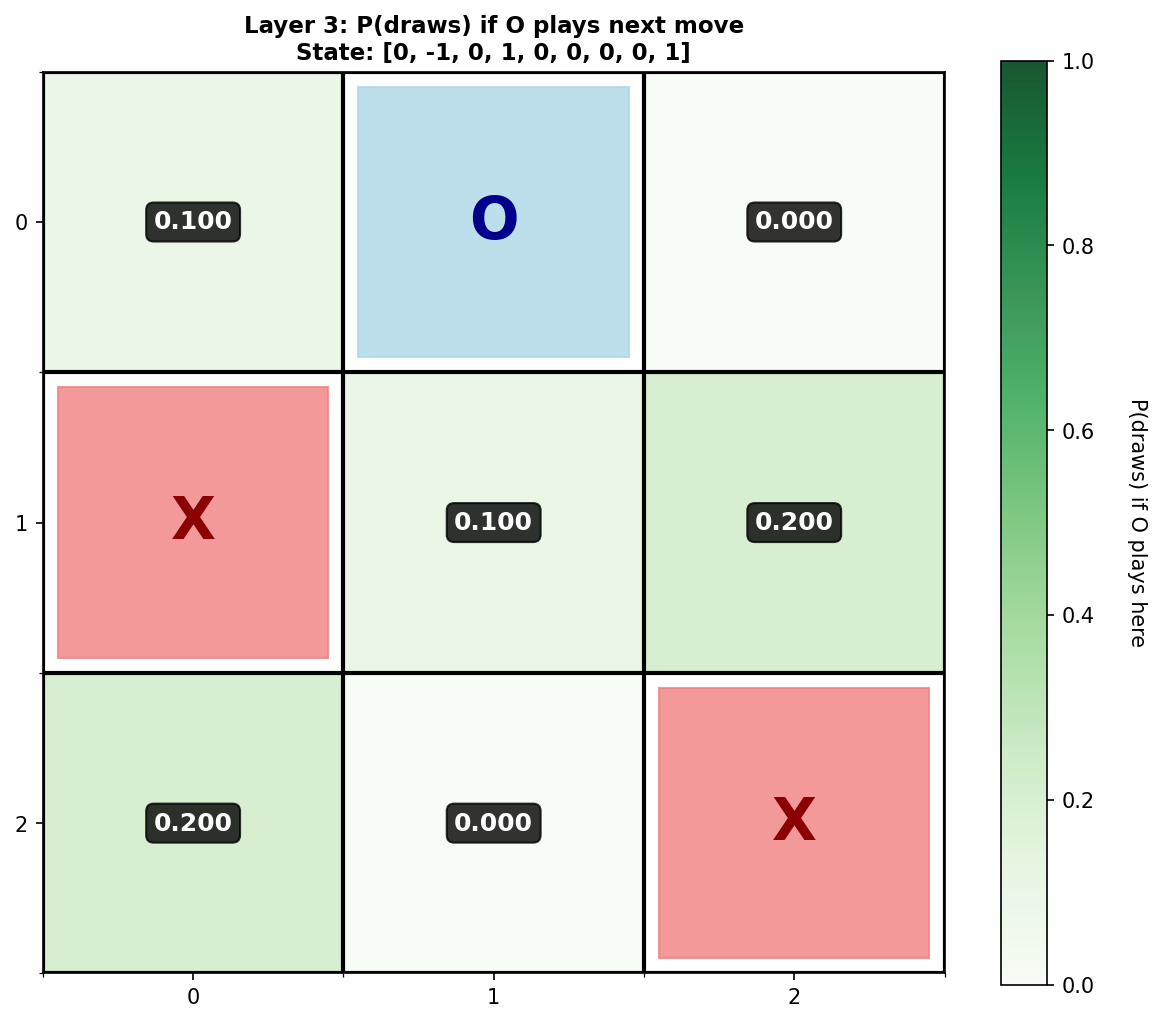 Layer 3: P(draws) if O plays next move
State: [0, -1, 0, 1, 0, 0, 0, 0, 1]
0.100 O 0.000
X 0.100 0.200
0.200 0.000 X
0
1
2
0 1 2
1.0
0.8
0.6
0.4
0.2
0.0
P(draws) if O plays here